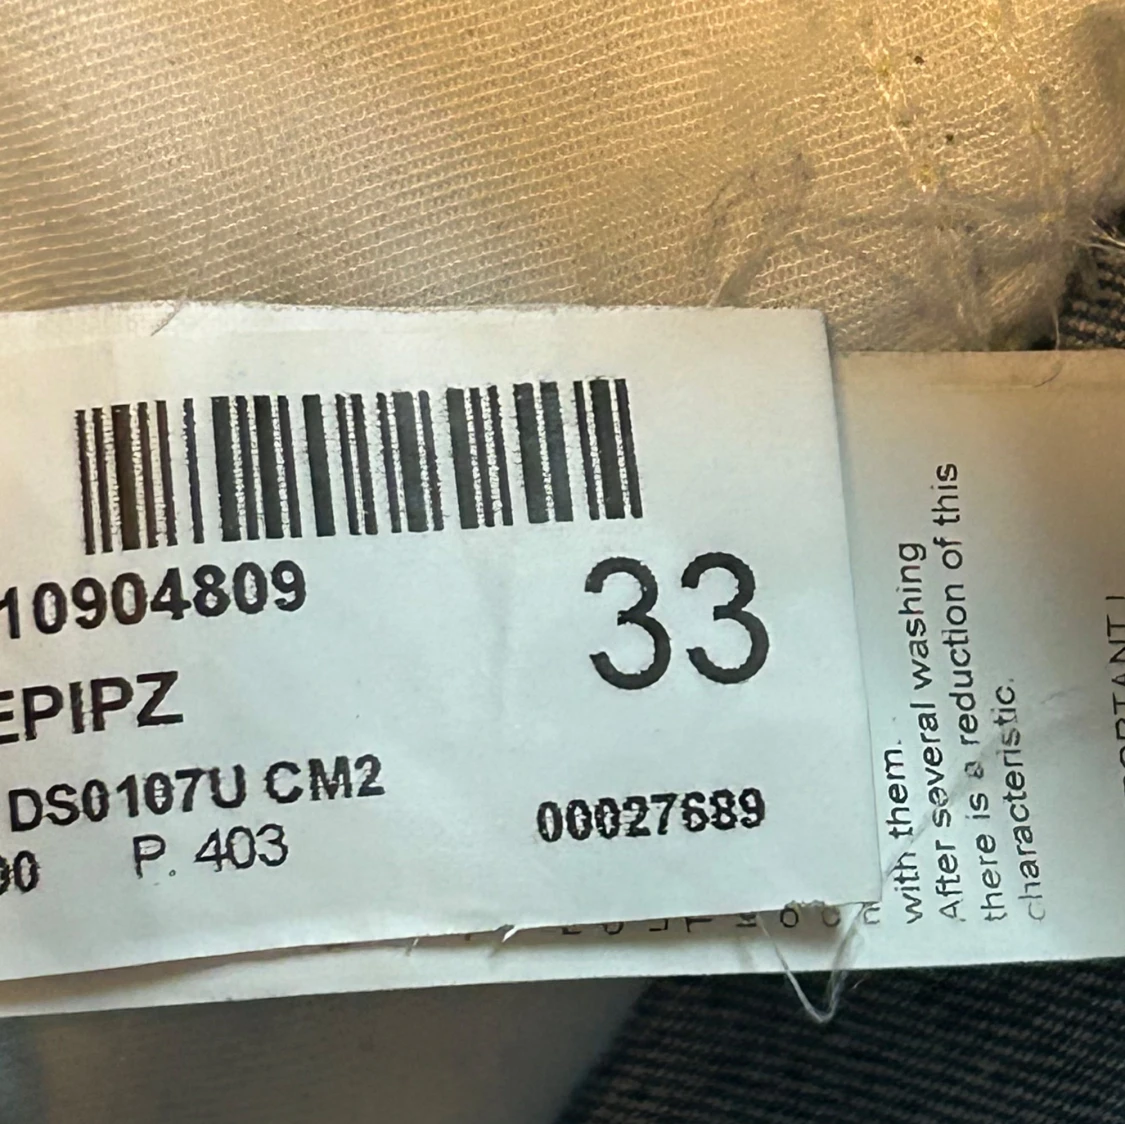 10904809
33
EPIPZ
DS0107U CM2
00027689
00 P. 403
with them.
After several washing
there is a reduction of this
characteristic.